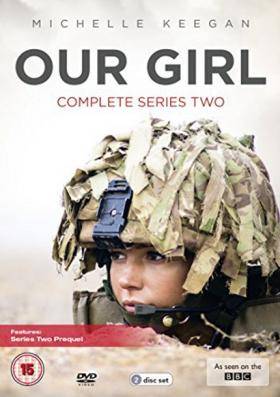 MICHELLE KEEGAN
OUR GIRL
COMPLETE SERIES TWO
Features:
Series Two Prequel
15
DVD
VIDEO
2 disc set
As seen on the
BBC